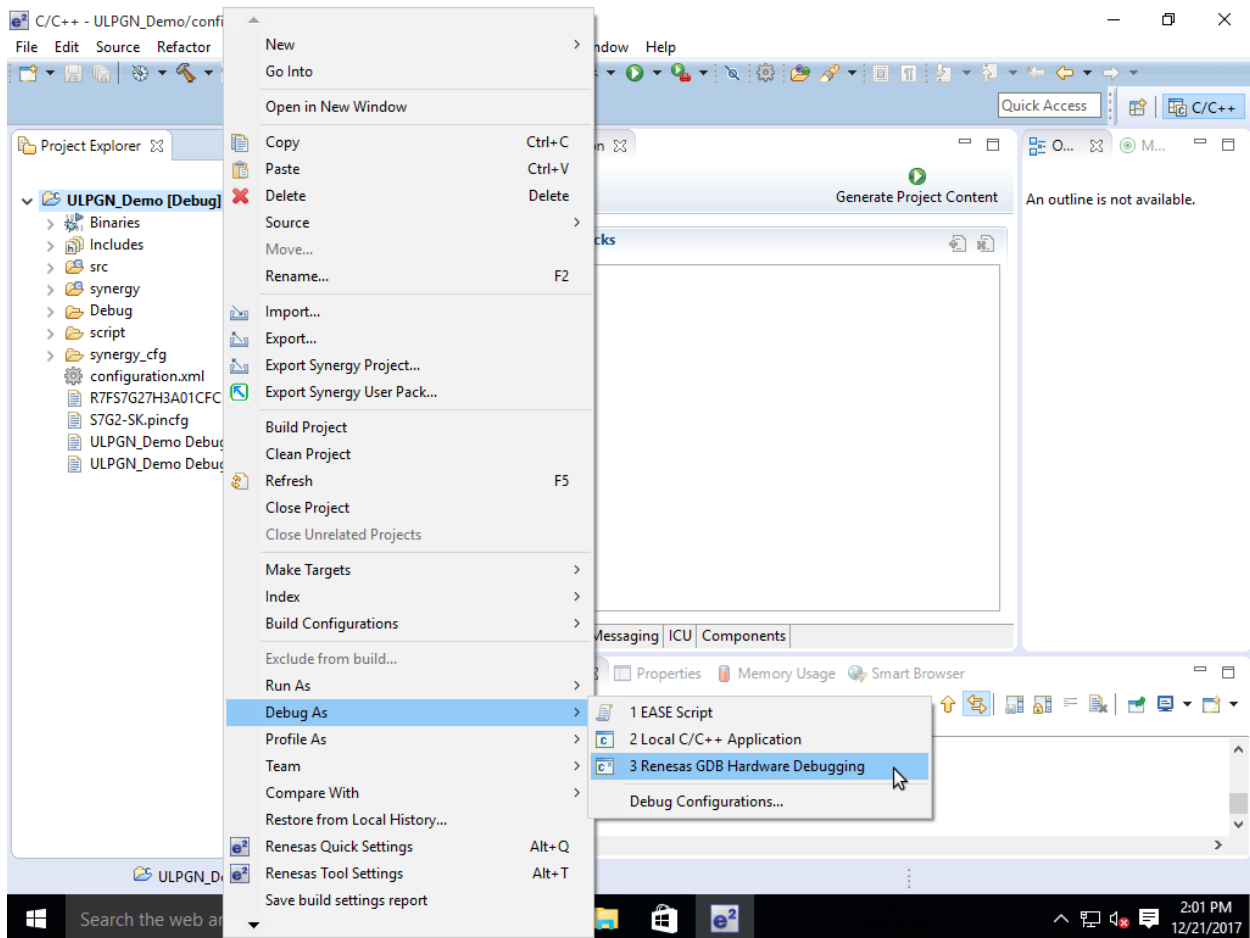 C/C++ - ULPGN_Demo/confi
File Edit Source Refactor ndow Help
Quick Access C/C++
Project Explorer
ULPGN_Demo [Debug]
Binaries
Includes
src
synergy
Debug
script
synergy_cfg
configuration.xml
R7FS7G27H3A01CFC
S7G2-SK.pincfg
ULPGN_Demo Debug
ULPGN_Demo Debug
New
Go Into
Open in New Window
Copy Ctrl+C
Paste Ctrl+V
Delete Delete
Source
Move...
Rename... F2
Import...
Export...
Export Synergy Project...
Export Synergy User Pack...
Build Project
Clean Project
Refresh F5
Close Project
Close Unrelated Projects
Make Targets
Index
Build Configurations
Exclude from build...
Run As
Debug As
Profile As
Team
Compare With
Restore from Local History...
Renesas Quick Settings Alt+Q
Renesas Tool Settings Alt+T
Save build settings report
1 EASE Script
2 Local C/C++ Application
3 Renesas GDB Hardware Debugging
Debug Configurations...
n
Generate Project Content
cks
Messaging ICU Components
Properties Memory Usage Smart Browser
O... M...
An outline is not available.
ULPGN_D
Search the web an
2:01 PM
12/21/2017